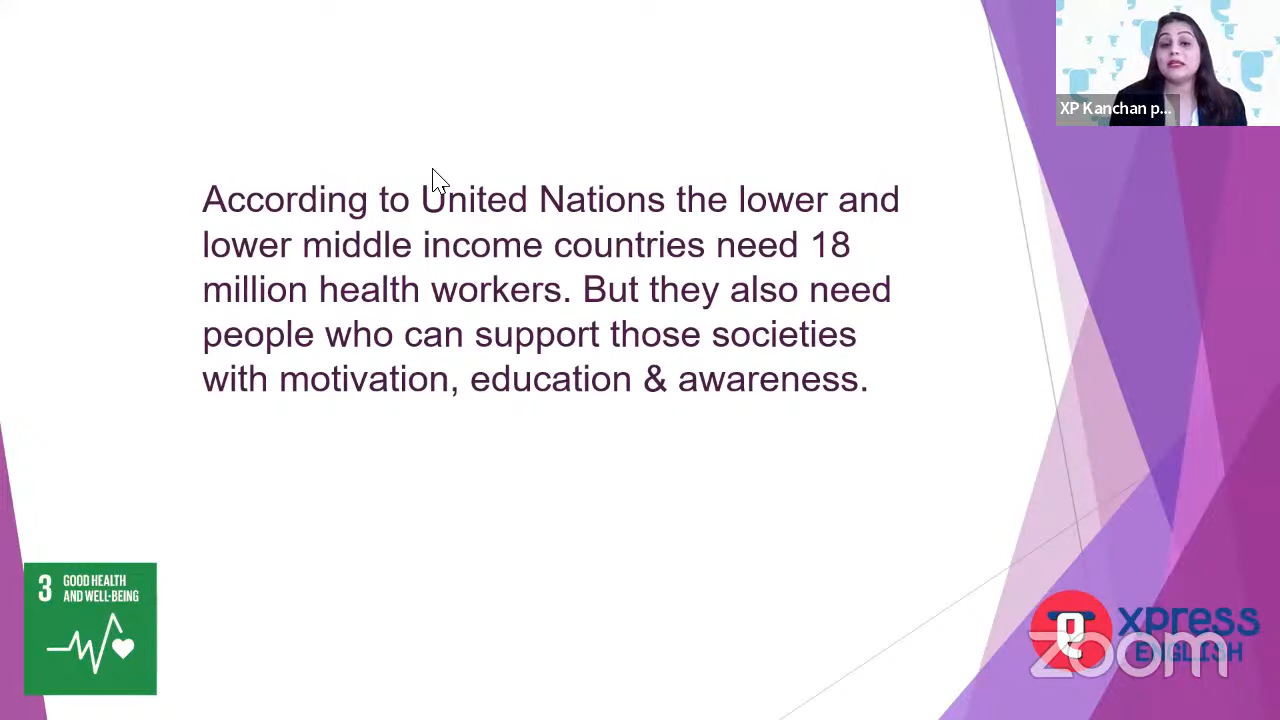 XP Kanchan p...
According to United Nations the lower and
lower middle income countries need 18
million health workers. But they also need
people who can support those societies
with motivation, education & awareness.
3 GOOD HEALTH
AND WELL-BEING
xpress
ENGLISH
zoom